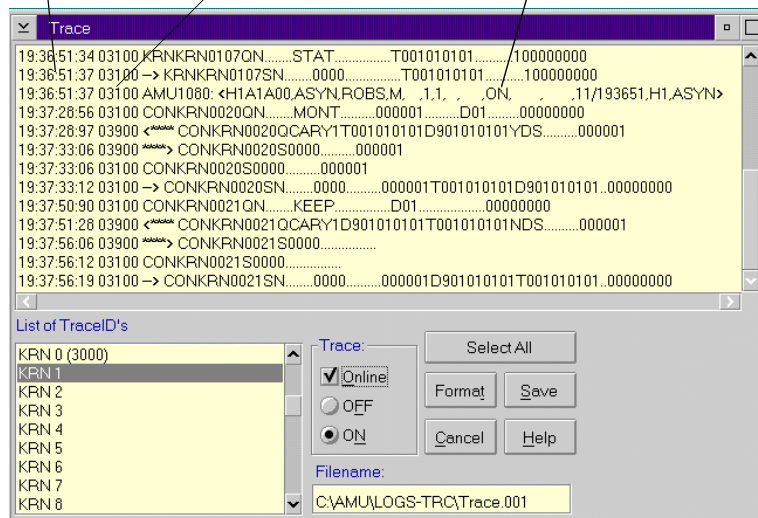 Trace
19:36:51:34 03100 KRNKRN0107QN.......STAT..............T001010101.........100000000
19:36:51:37 03100 --> KRNKRN0107SN.......0000..............T001010101.........100000000
19:36:51:37 03100 AMU1080: <H1A1A00,ASYN,ROBS,M, ,1,1, , ,ON, , ,11/193651,H1,ASYN>
19:37:28:56 03100 CONKRN0020QN.......MONT.........000001.........D01........00000000
19:37:28:97 03900 <***** CONKRN0020QCARY1T001010101D901010101YDS.........000001
19:37:33:06 03900 *****> CONKRN0020S0000.........000001
19:37:33:06 03100 CONKRN0020S0000.........000001
19:37:33:12 03100 --> CONKRN0020SN.......0000.........000001T001010101D901010101..00000000
19:37:50:90 03100 CONKRN0021QN.......KEEP..............D01..................00000000
19:37:51:28 03900 <***** CONKRN0021QCARY1D901010101T001010101NDS.........000001
19:37:56:06 03900 *****> CONKRN0021S0000...............
19:37:56:12 03100 CONKRN0021S0000...............
19:37:56:19 03100 --> CONKRN0021SN.......0000.........000001D901010101T001010101..00000000
List of TraceID's
KRN 0 (3000)
KRN 1
KRN 2
KRN 3
KRN 4
KRN 5
KRN 6
KRN 7
KRN 8
Trace:
Online
OFF
ON
Select All
Format
Save
Cancel
Help
Filename:
C:\AMU\LOGS-TRC\Trace.001